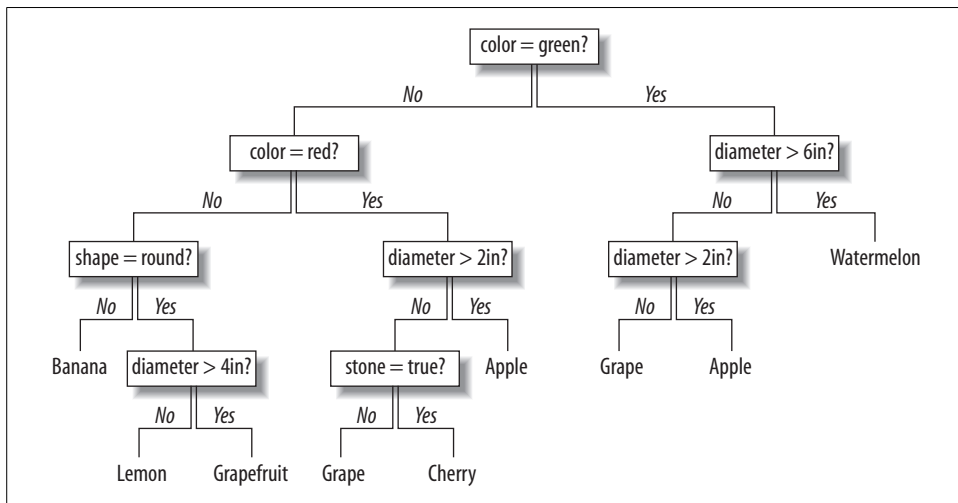 color = green?
No
Yes
color = red?
diameter > 6in?
No
Yes
No
Yes
shape = round?
diameter > 2in?
diameter > 2in?
Watermelon
No
Yes
No
Yes
No
Yes
Banana
diameter > 4in?
stone = true?
Apple
Grape
Apple
No
Yes
No
Yes
Lemon
Grapefruit
Grape
Cherry